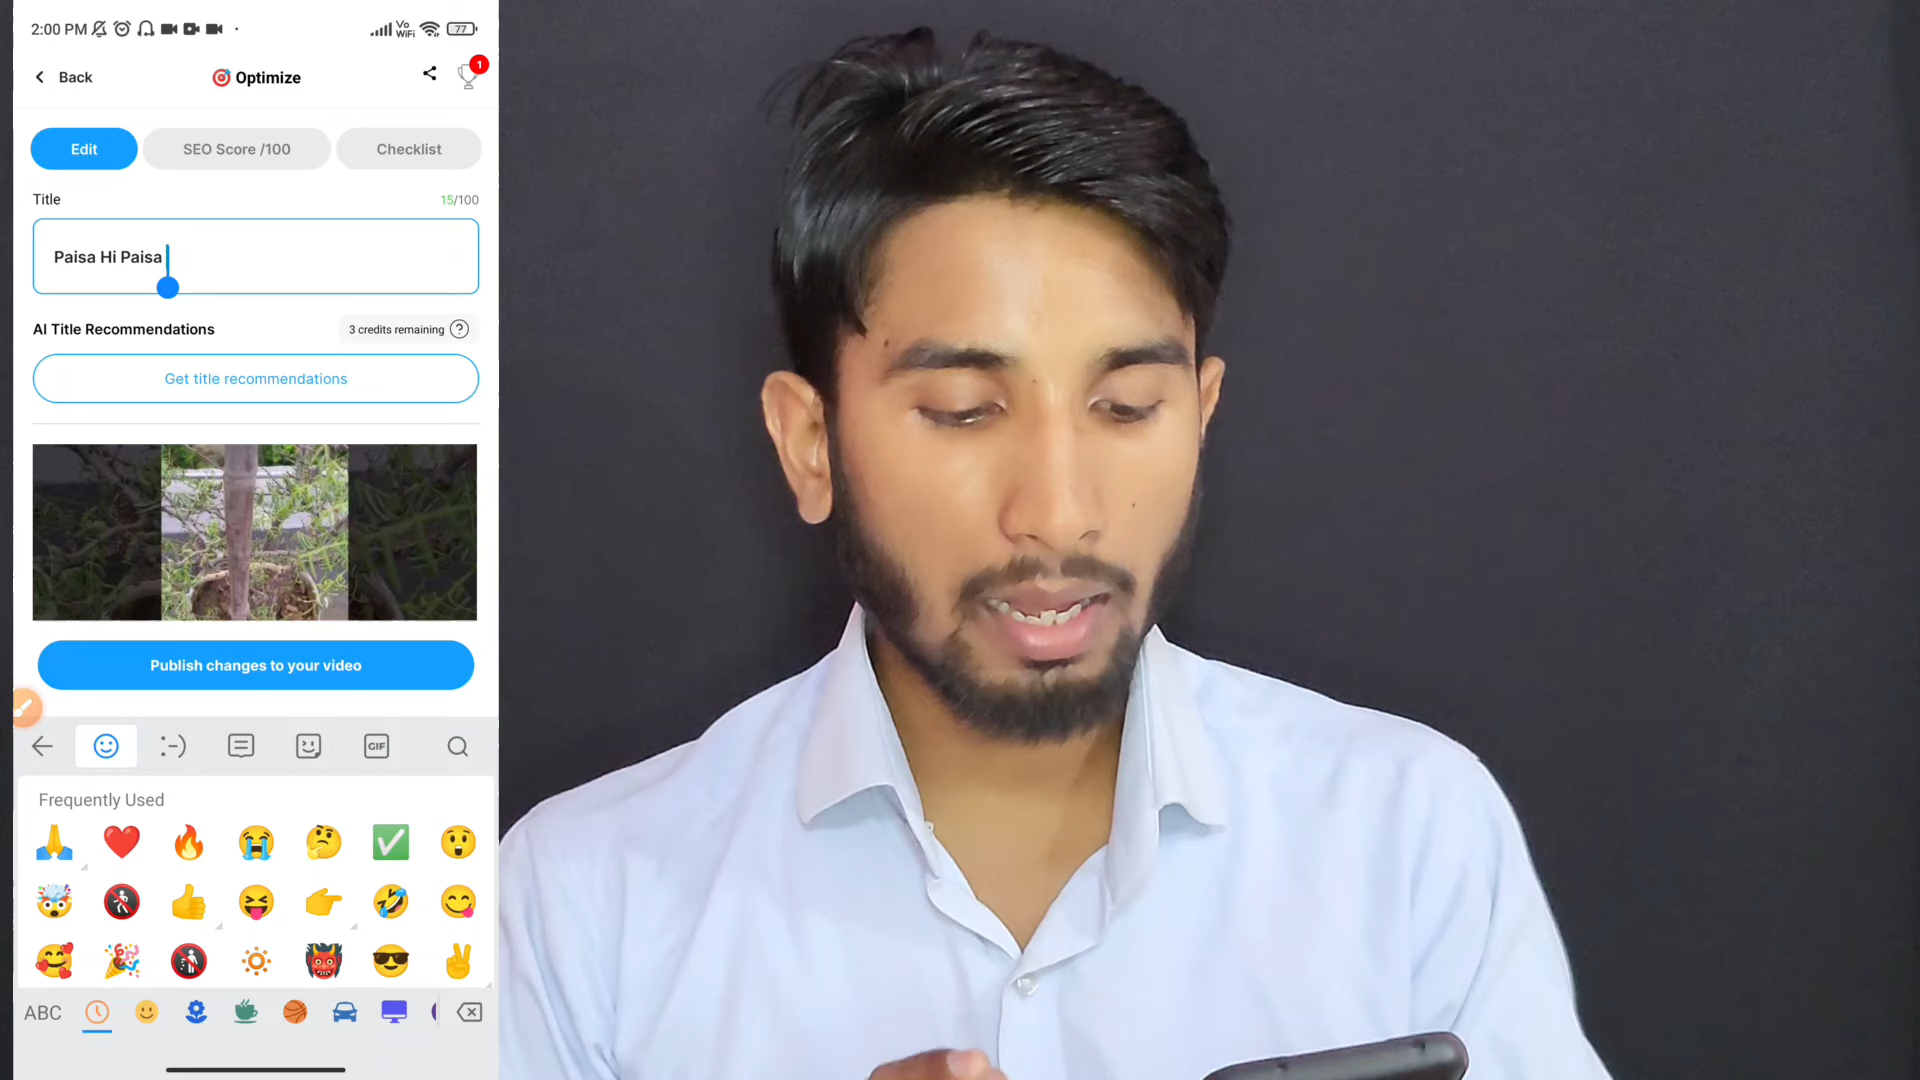 2:00 PM
Vo
WiFi
77
Back
Optimize
1
Edit
SEO Score /100
Checklist
Title
15/100
Paisa Hi Paisa
AI Title Recommendations
3 credits remaining ?
Get title recommendations
Publish changes to your video
:-)
GIF
Frequently Used
ABC